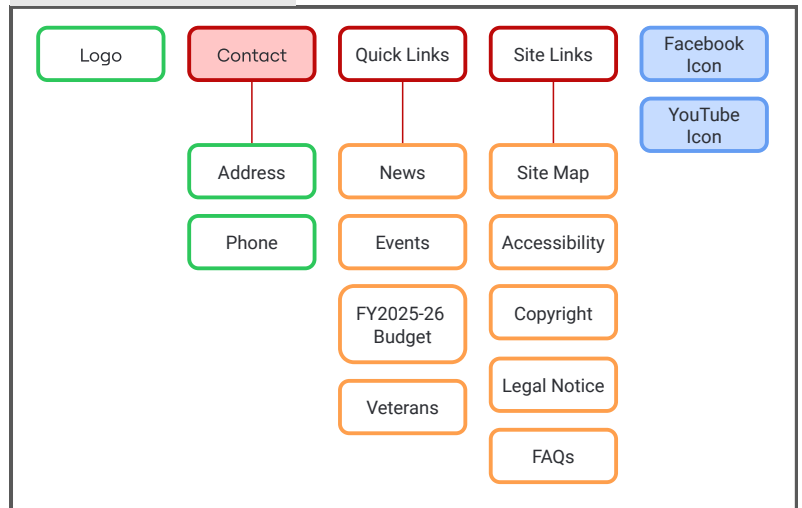 Logo
Contact
Quick Links
Site Links
Facebook
Icon
YouTube
Icon
Address
News
Site Map
Phone
Events
Accessibility
FY2025-26
Budget
Copyright
Veterans
Legal Notice
FAQs